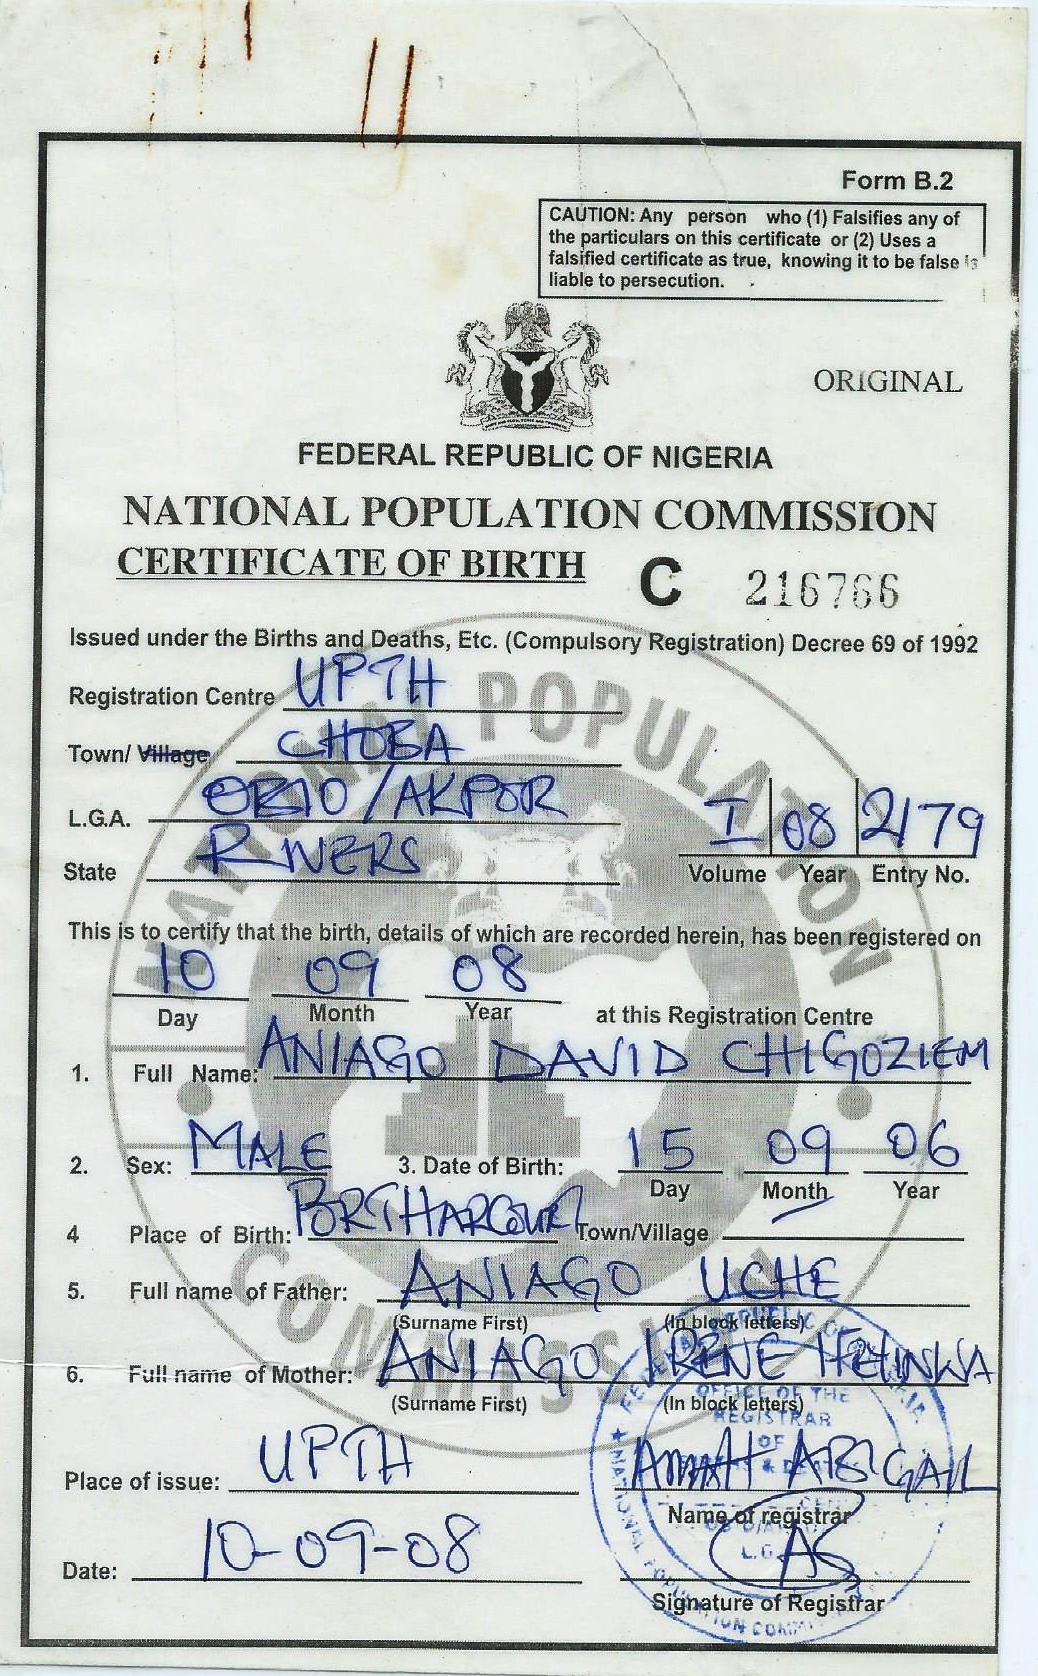 Form B.2
CAUTION: Any person who (1) Falsifies any of
the particulars on this certificate or (2) Uses a
falsified certificate as true, knowing it to be false is
liable to persecution.
ORIGINAL
FEDERAL REPUBLIC OF NIGERIA
NATIONAL POPULATION COMMISSION
CERTIFICATE OF BIRTH C 216766
Issued under the Births and Deaths, Etc. (Compulsory Registration) Decree 69 of 1992
Registration Centre UPTH
Town/ Village CHOBA
L.G.A. OBIO/AKPOR
State RIVERS
I 08 2179
Volume Year Entry No.
This is to certify that the birth, details of which are recorded herein, has been registered on
10 09 08
Day Month Year at this Registration Centre
1. Full Name: ANIAGO DAVID CHIGOZIEM
2. Sex: MALE 3. Date of Birth: 15 09 06
Day Month Year
4 Place of Birth: PORTHARCOURT Town/Village
5. Full name of Father: ANIAGO UCHE
(Surname First) (In block letters)
6. Full name of Mother: ANIAGO IRENE
(Surname First) (In block letters)
Place of issue: UPTH
ABIGAIL
Name of registrar
Date: 10-09-08
Signature of Registrar
NATIONAL POPULATION COMMISSION
OFFICE OF THE
REGISTRAR
OF
L.G.A